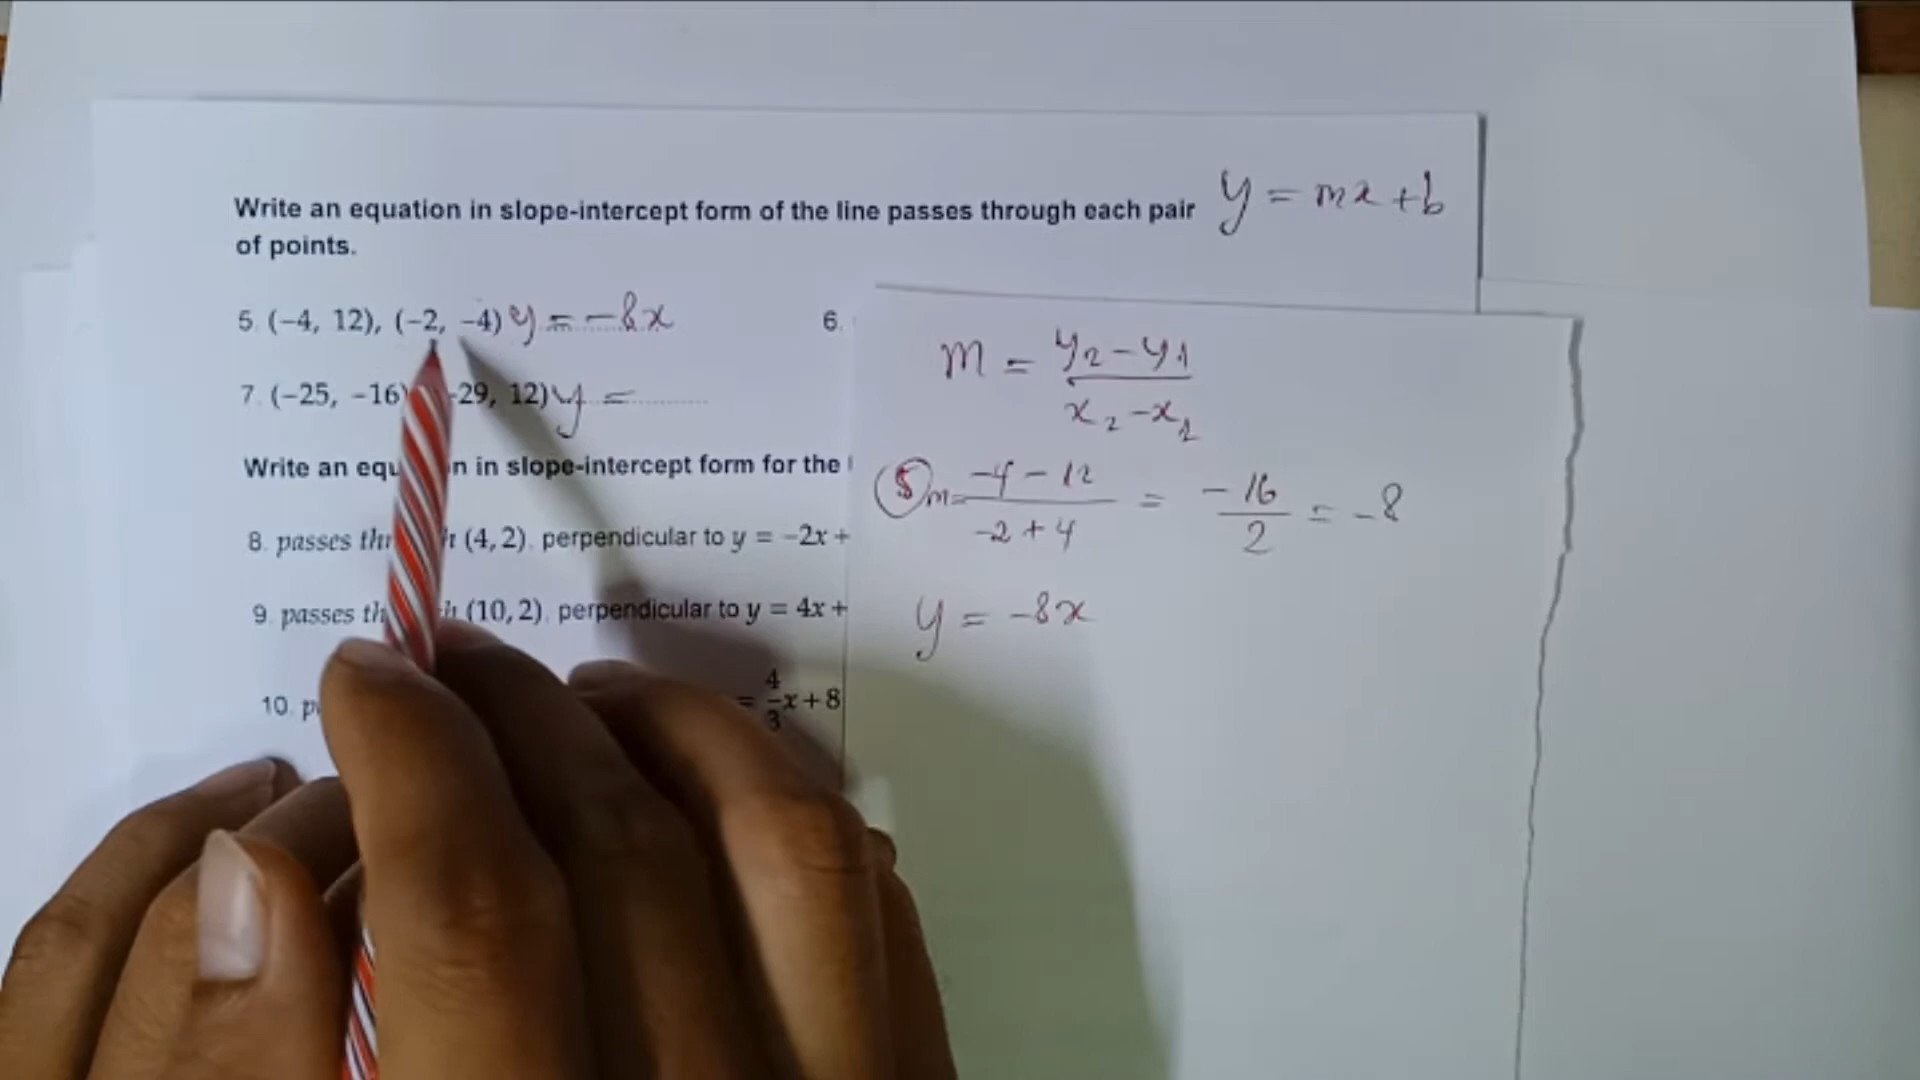 Write an equation in slope-intercept form of the line passes through each pair y = mx + b
of points.
5. (−4, 12), (−2, −4) y = −8x
6.
7. (−25, −16) −29, 12) y =
Write an equ n in slope-intercept form for the
8. passes thr h (4, 2), perpendicular to y = −2x +
9. passes th h (10, 2), perpendicular to y = 4x +
10. p = 4/3 x + 8
m = y2 − y1 / x2 − x1
5 m = −4 − 12 / −2 + 4 = −16 / 2 = −8
y = −8x